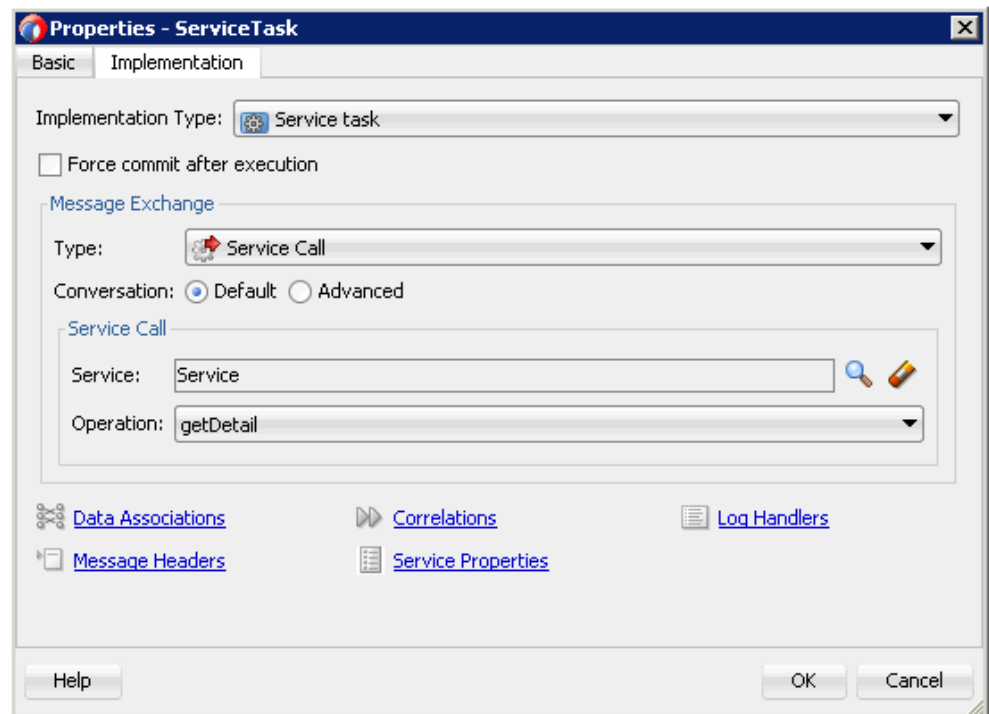 Properties - ServiceTask
Basic Implementation
Implementation Type: Service task
Force commit after execution
Message Exchange
Type: Service Call
Conversation: Default Advanced
Service Call
Service: Service
Operation: getDetail
Data Associations Correlations Log Handlers
Message Headers Service Properties
Help OK Cancel